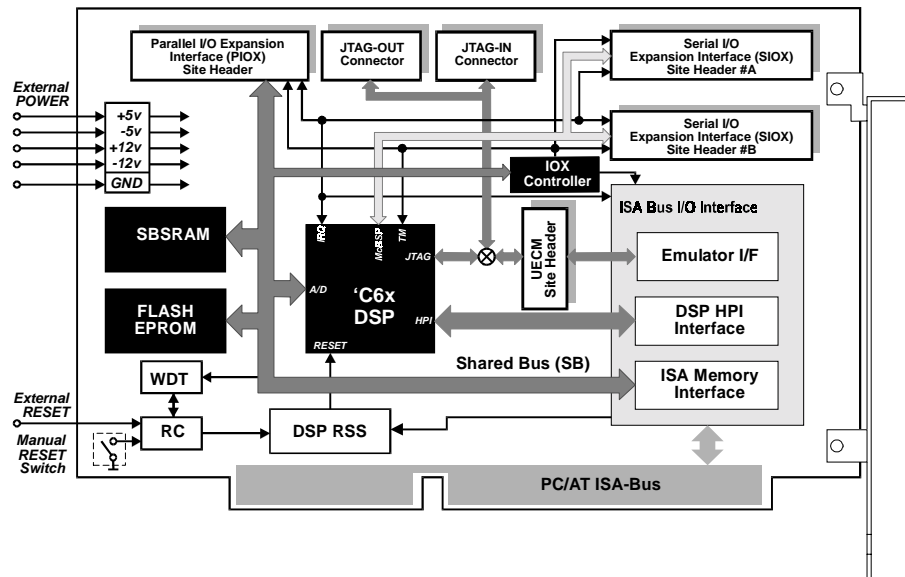 Parallel I/O Expansion
Interface (PIOX)
Site Header
JTAG-OUT
Connector
JTAG-IN
Connector
Serial I/O
Expansion Interface (SIOX)
Site Header #A
External
POWER
+5v
-5v
+12v
-12v
GND
Serial I/O
Expansion Interface (SIOX)
Site Header #B
IOX
Controller
ISA Bus I/O Interface
SBSRAM
IRQ
McBSP
TM
JTAG
A/D
'C6x
DSP
HPI
RESET
UECM
Site Header
Emulator I/F
FLASH
EPROM
DSP HPI
Interface
Shared Bus (SB)
ISA Memory
Interface
WDT
External
RESET
RC
DSP RSS
Manual
RESET
Switch
PC/AT ISA-Bus